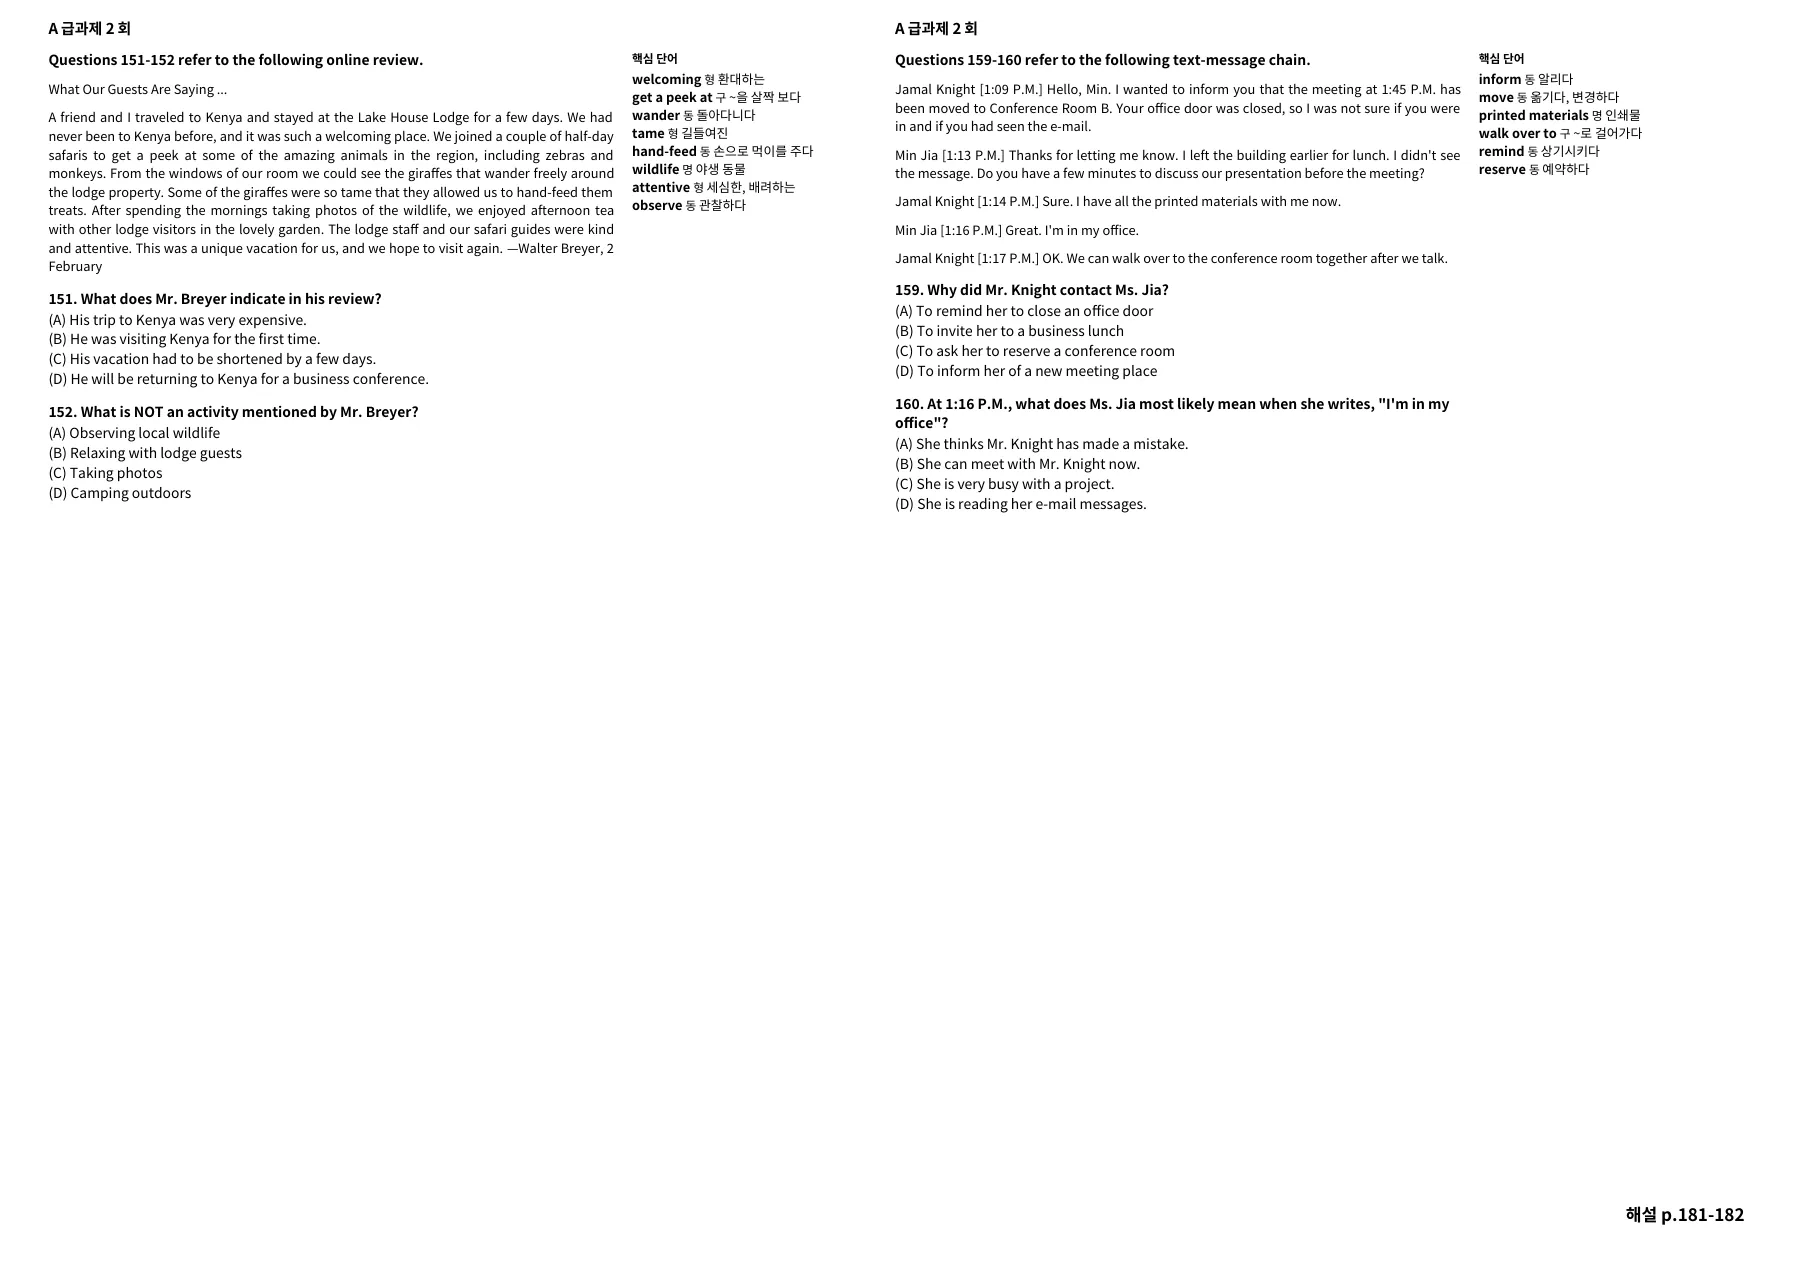 A 급과제 2 회
Questions 151-152 refer to the following online review.
What Our Guests Are Saying ...
A friend and I traveled to Kenya and stayed at the Lake House Lodge for a few days. We had
never been to Kenya before, and it was such a welcoming place. We joined a couple of half-day
safaris to get a peek at some of the amazing animals in the region, including zebras and
monkeys. From the windows of our room we could see the giraffes that wander freely around
the lodge property. Some of the giraffes were so tame that they allowed us to hand-feed them
treats. After spending the mornings taking photos of the wildlife, we enjoyed afternoon tea
with other lodge visitors in the lovely garden. The lodge staff and our safari guides were kind
and attentive. This was a unique vacation for us, and we hope to visit again. —Walter Breyer, 2
February
151. What does Mr. Breyer indicate in his review?
(A) His trip to Kenya was very expensive.
(B) He was visiting Kenya for the first time.
(C) His vacation had to be shortened by a few days.
(D) He will be returning to Kenya for a business conference.
152. What is NOT an activity mentioned by Mr. Breyer?
(A) Observing local wildlife
(B) Relaxing with lodge guests
(C) Taking photos
(D) Camping outdoors
핵심 단어
welcoming 형 환대하는
get a peek at 구 ~을 살짝 보다
wander 동 돌아다니다
tame 형 길들여진
hand-feed 동 손으로 먹이를 주다
wildlife 명 야생 동물
attentive 형 세심한, 배려하는
observe 동 관찰하다
A 급과제 2 회
Questions 159-160 refer to the following text-message chain.
Jamal Knight [1:09 P.M.] Hello, Min. I wanted to inform you that the meeting at 1:45 P.M. has
been moved to Conference Room B. Your office door was closed, so I was not sure if you were
in and if you had seen the e-mail.
Min Jia [1:13 P.M.] Thanks for letting me know. I left the building earlier for lunch. I didn't see
the message. Do you have a few minutes to discuss our presentation before the meeting?
Jamal Knight [1:14 P.M.] Sure. I have all the printed materials with me now.
Min Jia [1:16 P.M.] Great. I'm in my office.
Jamal Knight [1:17 P.M.] OK. We can walk over to the conference room together after we talk.
159. Why did Mr. Knight contact Ms. Jia?
(A) To remind her to close an office door
(B) To invite her to a business lunch
(C) To ask her to reserve a conference room
(D) To inform her of a new meeting place
160. At 1:16 P.M., what does Ms. Jia most likely mean when she writes, "I'm in my
office"?
(A) She thinks Mr. Knight has made a mistake.
(B) She can meet with Mr. Knight now.
(C) She is very busy with a project.
(D) She is reading her e-mail messages.
핵심 단어
inform 동 알리다
move 동 옮기다, 변경하다
printed materials 명 인쇄물
walk over to 구 ~로 걸어가다
remind 동 상기시키다
reserve 동 예약하다
해설 p.181-182